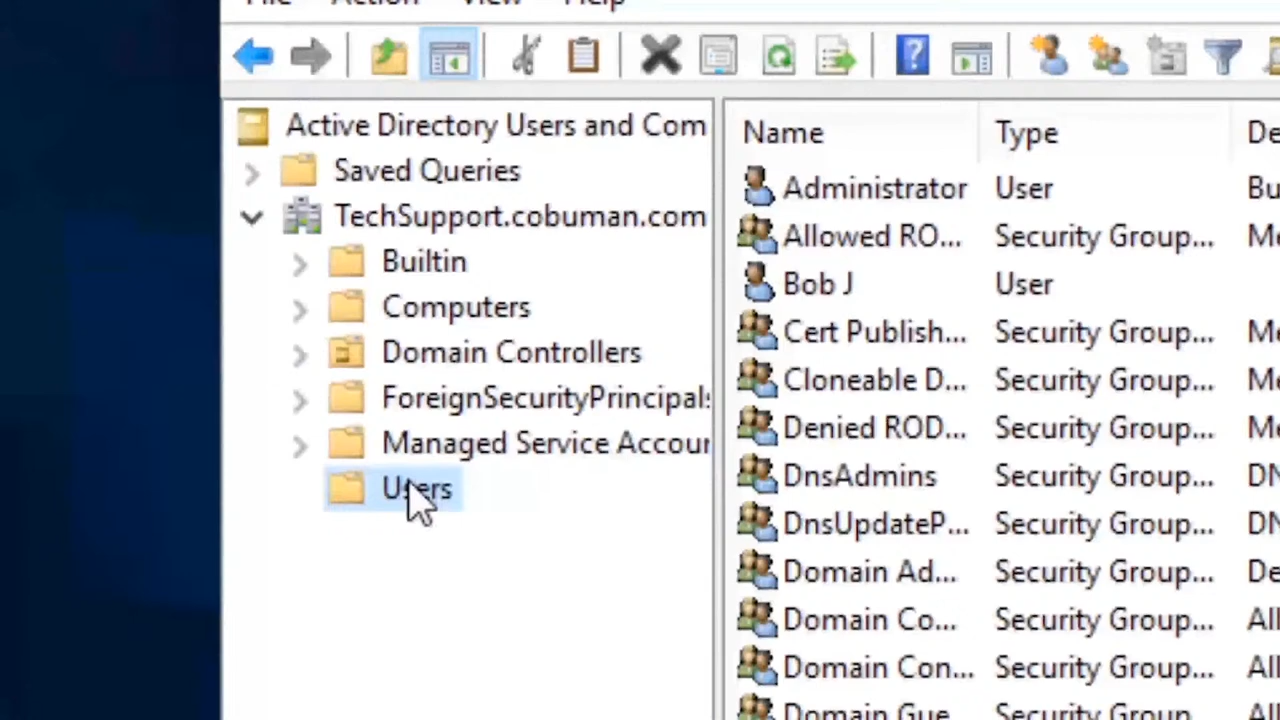 File Action View Help
Active Directory Users and Com
Saved Queries
TechSupport.cobuman.com
Builtin
Computers
Domain Controllers
ForeignSecurityPrincipals
Managed Service Accour
Users
Name Type De
Administrator User Bu
Allowed RO... Security Group... Me
Bob J User
Cert Publish... Security Group... Me
Cloneable D... Security Group... Me
Denied ROD... Security Group... Me
DnsAdmins Security Group... DN
DnsUpdateP... Security Group... DN
Domain Ad... Security Group... De
Domain Co... Security Group... All
Domain Con... Security Group... All
Domain Gue Security Group All